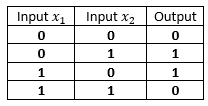 Input x₁ Input x₂ Output
0 0 0
0 1 1
1 0 1
1 1 0